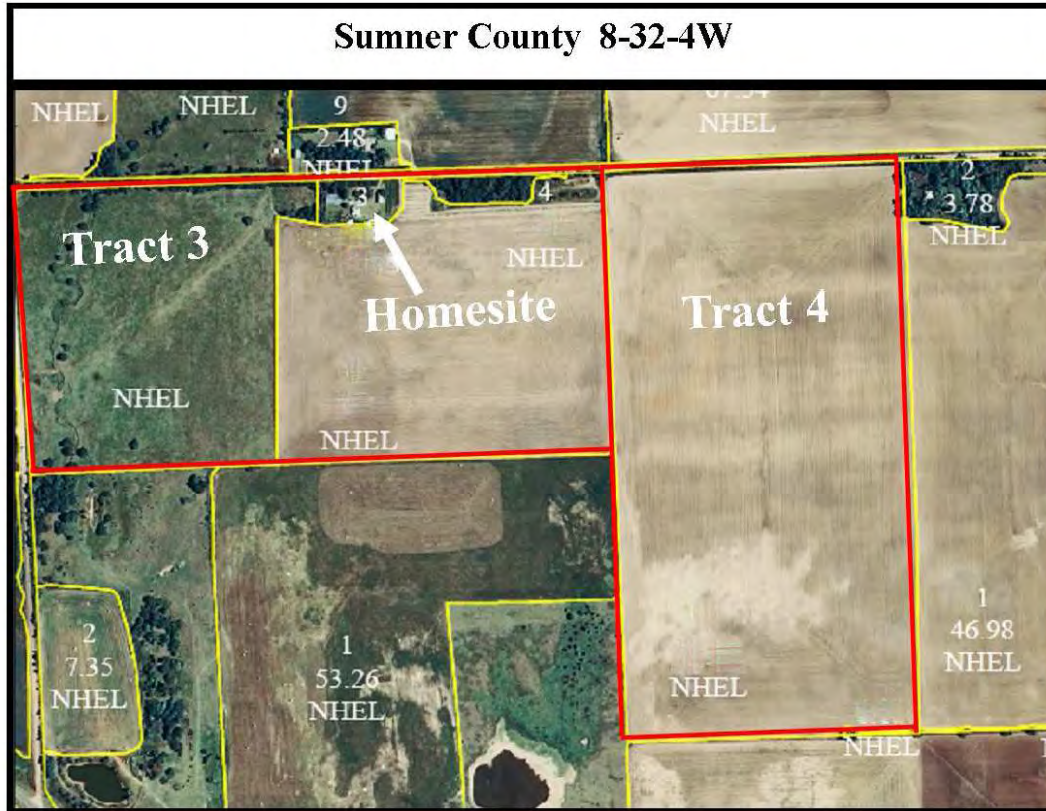 Sumner County 8-32-4W
NHEL
NHEL
9
2.48
NHEL
NHEL
3
4
2
3.78
NHEL
Tract 3
NHEL
Homesite
Tract 4
NHEL
NHEL
NHEL
2
7.35
NHEL
1
53.26
NHEL
1
46.98
NHEL
NHEL